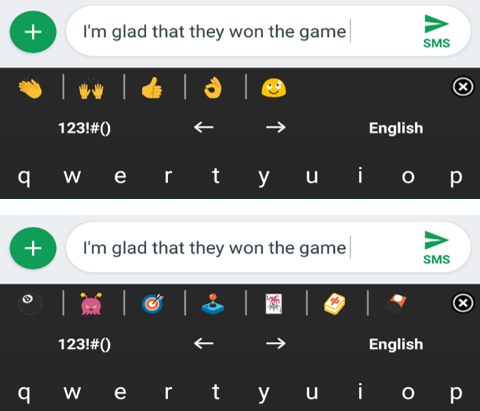 I'm glad that they won the game
SMS
123!#() ← → English
q w e r t y u i o p
I'm glad that they won the game
SMS
123!#() ← → English
q w e r t y u i o p